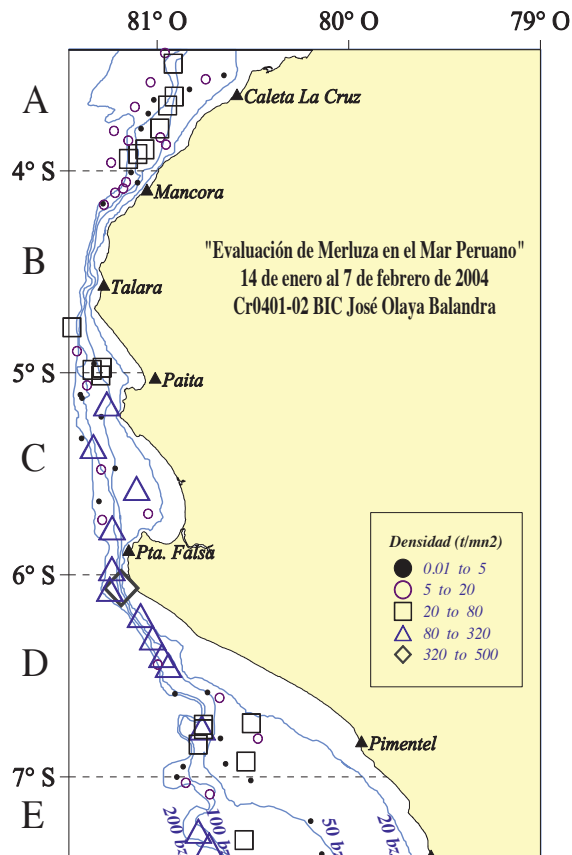 81° O 80° O 79° O
A
Caleta La Cruz
4° S
Mancora
B
"Evaluación de Merluza en el Mar Peruano"
14 de enero al 7 de febrero de 2004
Cr0401-02 BIC José Olaya Balandra
Talara
5° S
Paita
C
Densidad (t/mn2)
0.01 to 5
5 to 20
20 to 80
80 to 320
320 to 500
Pta. Falsa
6° S
D
Pimentel
7° S
E
200 bz
100 bz
50 bz
20 bz